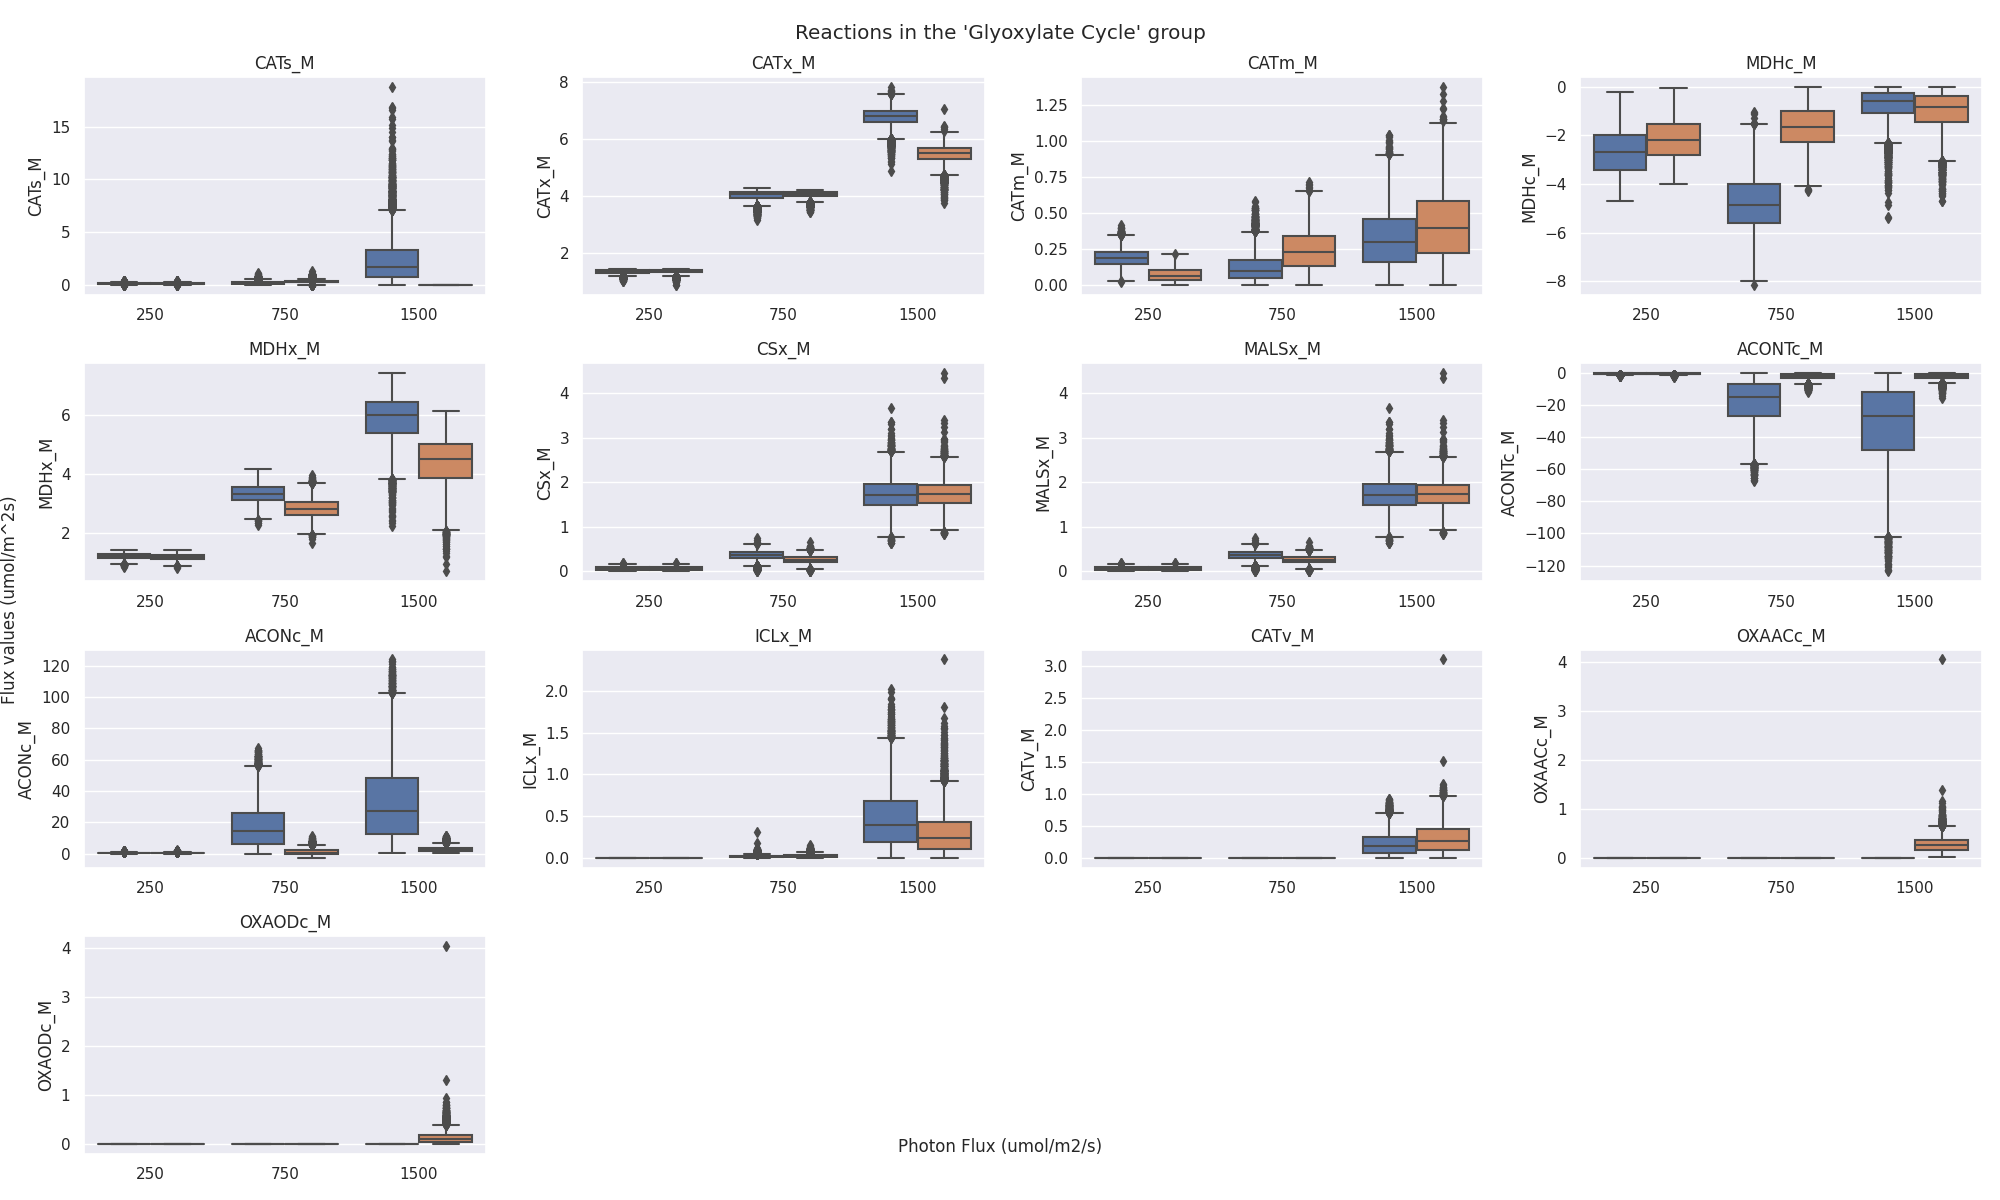 Reactions in the 'Glyoxylate Cycle' group
CATs_M
CATs_M
15
10
5
0
250 750 1500
CATx_M
CATx_M
8
6
4
2
250 750 1500
CATm_M
CATm_M
1.25
1.00
0.75
0.50
0.25
0.00
250 750 1500
MDHc_M
MDHc_M
0
−2
−4
−6
−8
250 750 1500
MDHx_M
MDHx_M
6
4
2
250 750 1500
CSx_M
CSx_M
4
3
2
1
0
250 750 1500
MALSx_M
MALSx_M
4
3
2
1
0
250 750 1500
ACONTc_M
ACONTc_M
0
−20
−40
−60
−80
−100
−120
250 750 1500
Flux values (umol/m^2s)
ACONc_M
ACONc_M
120
100
80
60
40
20
0
250 750 1500
ICLx_M
ICLx_M
2.0
1.5
1.0
0.5
0.0
250 750 1500
CATv_M
CATv_M
3.0
2.5
2.0
1.5
1.0
0.5
0.0
250 750 1500
OXAACc_M
OXAACc_M
4
3
2
1
0
250 750 1500
OXAODc_M
OXAODc_M
4
3
2
1
0
250 750 1500
Photon Flux (umol/m2/s)